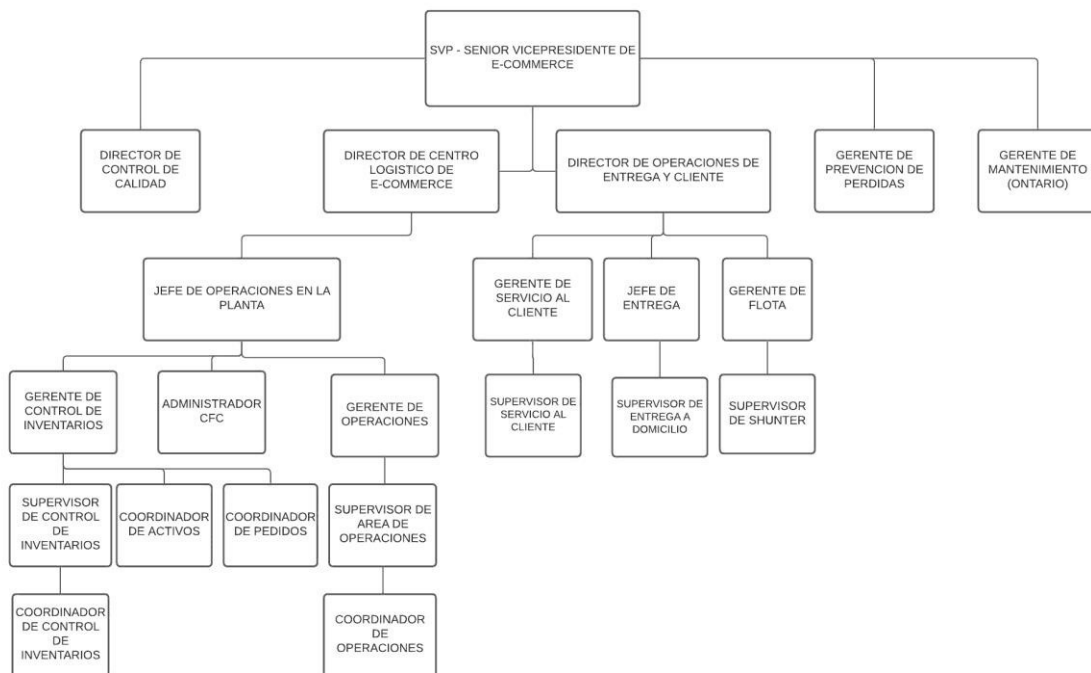 SVP - SENIOR VICEPRESIDENTE DE
E-COMMERCE
DIRECTOR DE
CONTROL DE
CALIDAD
DIRECTOR DE CENTRO
LOGISTICO DE
E-COMMERCE
DIRECTOR DE OPERACIONES DE
ENTREGA Y CLIENTE
GERENTE DE
PREVENCION DE
PERDIDAS
GERENTE DE
MANTENIMIENTO
(ONTARIO)
JEFE DE OPERACIONES EN LA
PLANTA
GERENTE DE
SERVICIO AL
CLIENTE
JEFE DE
ENTREGA
GERENTE DE
FLOTA
GERENTE DE
CONTROL DE
INVENTARIOS
ADMINISTRADOR
CFC
GERENTE DE
OPERACIONES
SUPERVISOR DE
SERVICIO AL
CLIENTE
SUPERVISOR DE
ENTREGA A
DOMICILIO
SUPERVISOR
DE SHUNTER
SUPERVISOR
DE CONTROL
DE
INVENTARIOS
COORDINADOR
DE ACTIVOS
COORDINADOR
DE PEDIDOS
SUPERVISOR DE
AREA DE
OPERACIONES
COORDINADOR
DE CONTROL
DE
INVENTARIOS
COORDINADOR
DE
OPERACIONES